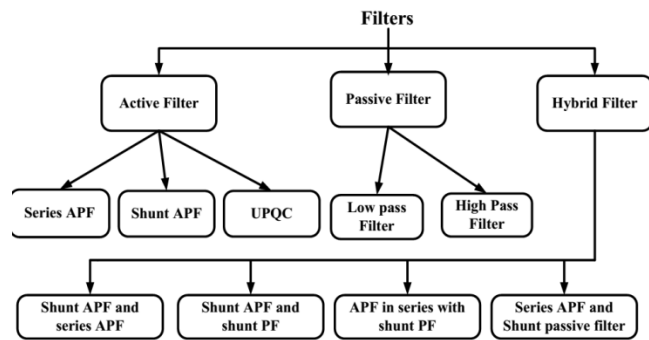 Filters
Active Filter
Passive Filter
Hybrid Filter
Series APF
Shunt APF
UPQC
Low pass
Filter
High Pass
Filter
Shunt APF and
series APF
Shunt APF and
shunt PF
APF in series with
shunt PF
Series APF and
Shunt passive filter